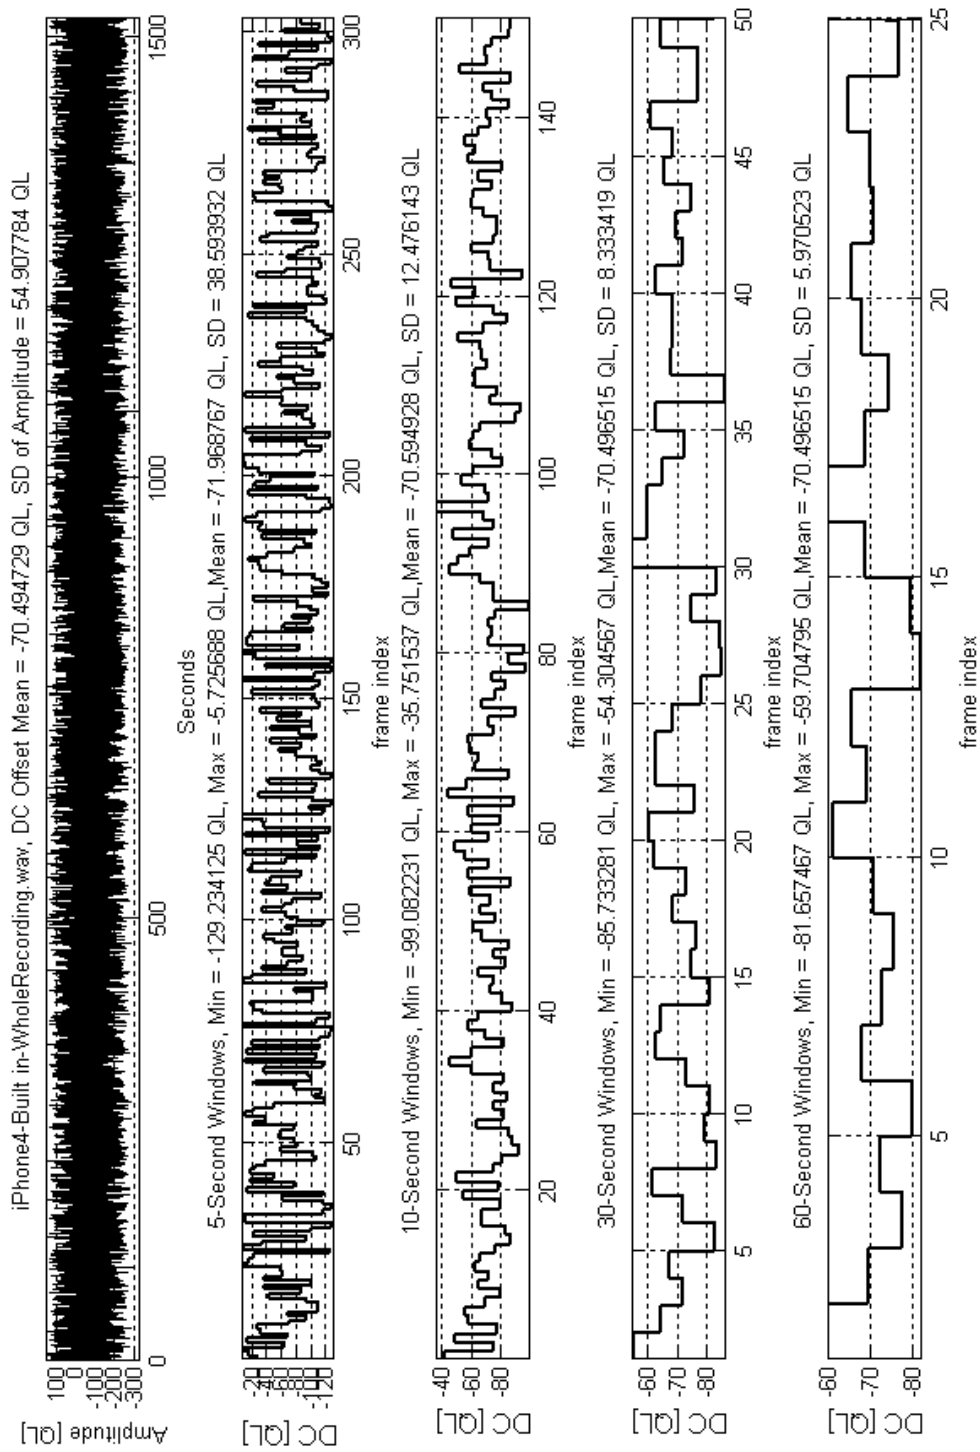 iPhone4-Built in-WholeRecording.wav, DC Offset Mean = -70.494729 QL, SD of Amplitude = 54.907784 QL
Amplitude [QL]
100
0
-100
-200
-300
0 500 1000 1500
Seconds
5-Second Windows, Min = -129.234125 QL, Max = -5.725688 QL,Mean = -71.968767 QL, SD = 38.593932 QL
DC [QL]
-20
-40
-60
-80
-100
-120
50 100 150 200 250 300
frame index
10-Second Windows, Min = -99.082231 QL, Max = -35.751537 QL,Mean = -70.594928 QL, SD = 12.476143 QL
DC [QL]
-40
-60
-80
20 40 60 80 100 120 140
frame index
30-Second Windows, Min = -85.733281 QL, Max = -54.304567 QL,Mean = -70.496515 QL, SD = 8.333419 QL
DC [QL]
-60
-70
-80
5 10 15 20 25 30 35 40 45 50
frame index
60-Second Windows, Min = -81.657467 QL, Max = -59.704795 QL,Mean = -70.496515 QL, SD = 5.970523 QL
DC [QL]
-60
-70
-80
5 10 15 20 25
frame index